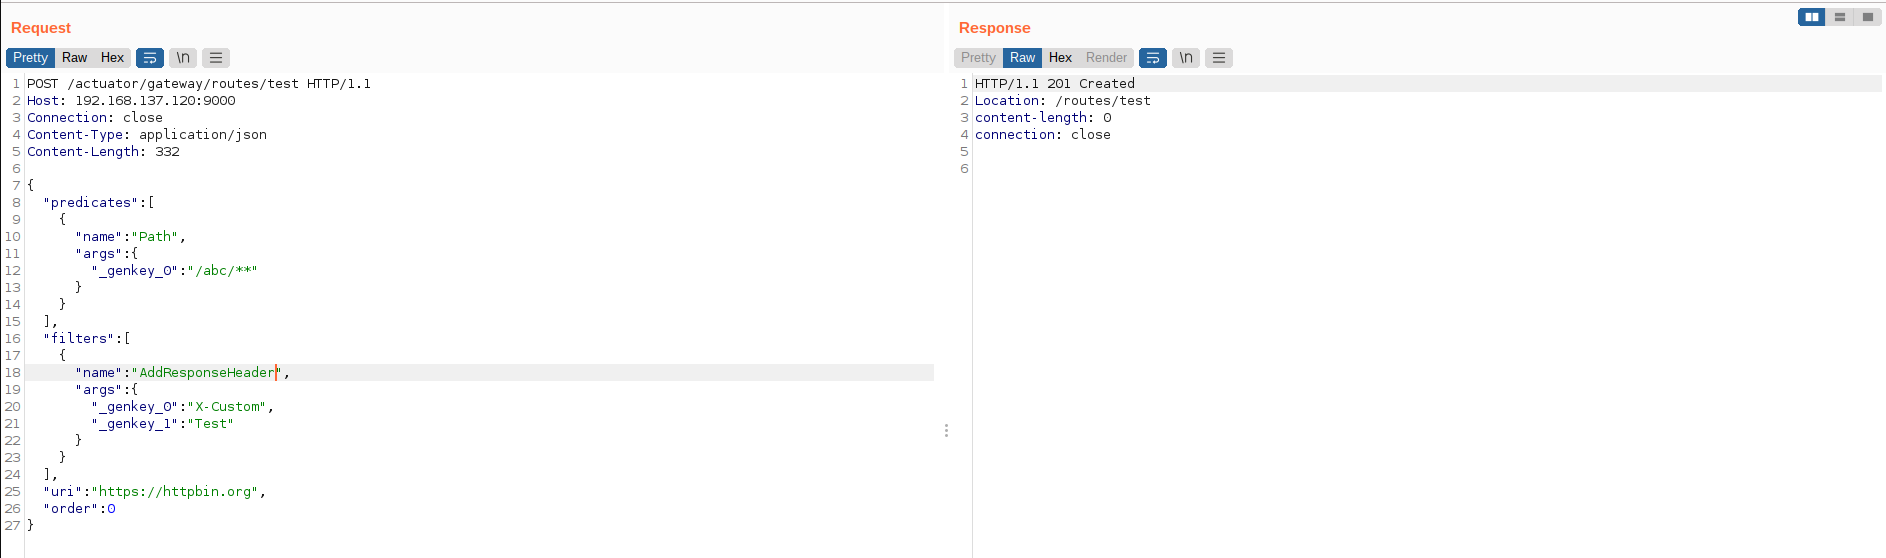 Request
Pretty Raw Hex \n
1 POST /actuator/gateway/routes/test HTTP/1.1
2 Host: 192.168.137.120:9000
3 Connection: close
4 Content-Type: application/json
5 Content-Length: 332
6
7 {
8 "predicates":[
9 {
10 "name":"Path",
11 "args":{
12 "_genkey_0":"/abc/**"
13 }
14 }
15 ],
16 "filters":[
17 {
18 "name":"AddResponseHeader",
19 "args":{
20 "_genkey_0":"X-Custom",
21 "_genkey_1":"Test"
22 }
23 }
24 ],
25 "uri":"https://httpbin.org",
26 "order":0
27 }
Response
Pretty Raw Hex Render \n
1 HTTP/1.1 201 Created
2 Location: /routes/test
3 content-length: 0
4 connection: close
5
6